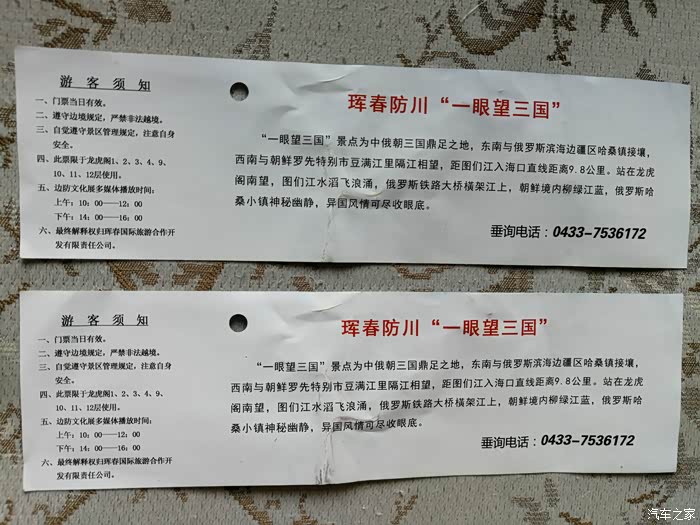 游客须知
一、门票当日有效。
二、遵守边境规定，严禁非法越境。
三、自觉遵守景区管理规定，注意自身
安全。
四、此票限于龙虎阁1、2、3、4、9、
10、11、12层使用。
五、边防文化展多媒体播放时间：
上午：10：00——12：00
下午：14：00——16：00
六、最终解释权归珲春国际旅游合作开
发有限责任公司。
珲春防川“一眼望三国”
“一眼望三国”景点为中俄朝三国鼎足之地，东南与俄罗斯滨海边疆区哈桑镇接壤，
西南与朝鲜罗先特别市豆满江里隔江相望，距图们江入海口直线距离9.8公里。站在龙虎
阁南望，图们江水滔飞浪涌，俄罗斯铁路大桥横架江上，朝鲜境内柳绿江蓝，俄罗斯哈
桑小镇神秘幽静，异国风情可尽收眼底。
垂询电话：0433-7536172
游客须知
一、门票当日有效。
二、遵守边境规定，严禁非法越境。
三、自觉遵守景区管理规定，注意自身
安全。
四、此票限于龙虎阁1、2、3、4、9、
10、11、12层使用。
五、边防文化展多媒体播放时间：
上午：10：00——12：00
下午：14：00——16：00
六、最终解释权归珲春国际旅游合作开
发有限责任公司。
珲春防川“一眼望三国”
“一眼望三国”景点为中俄朝三国鼎足之地，东南与俄罗斯滨海边疆区哈桑镇接壤，
西南与朝鲜罗先特别市豆满江里隔江相望，距图们江入海口直线距离9.8公里。站在龙虎
阁南望，图们江水滔飞浪涌，俄罗斯铁路大桥横架江上，朝鲜境内柳绿江蓝，俄罗斯哈
桑小镇神秘幽静，异国风情可尽收眼底。
垂询电话：0433-7536172
汽车之家